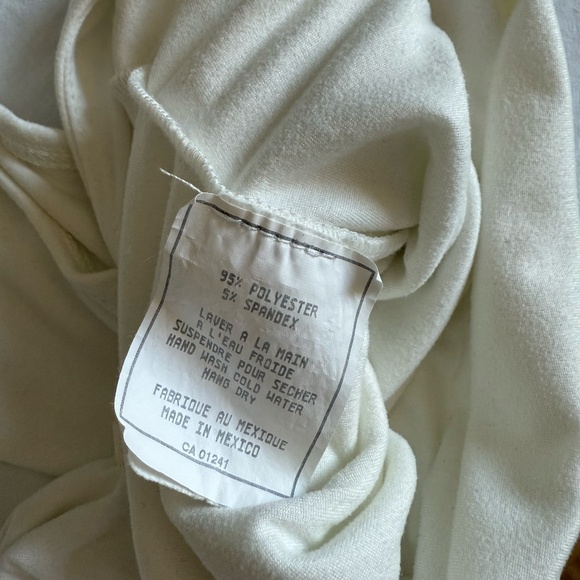 95% POLYESTER
5% SPANDEX
LAVER A LA MAIN
A L'EAU FROIDE
SUSPENDRE POUR SECHER
HAND WASH COLD WATER
HANG DRY
FABRIQUE AU MEXIQUE
MADE IN MEXICO
CA 01241